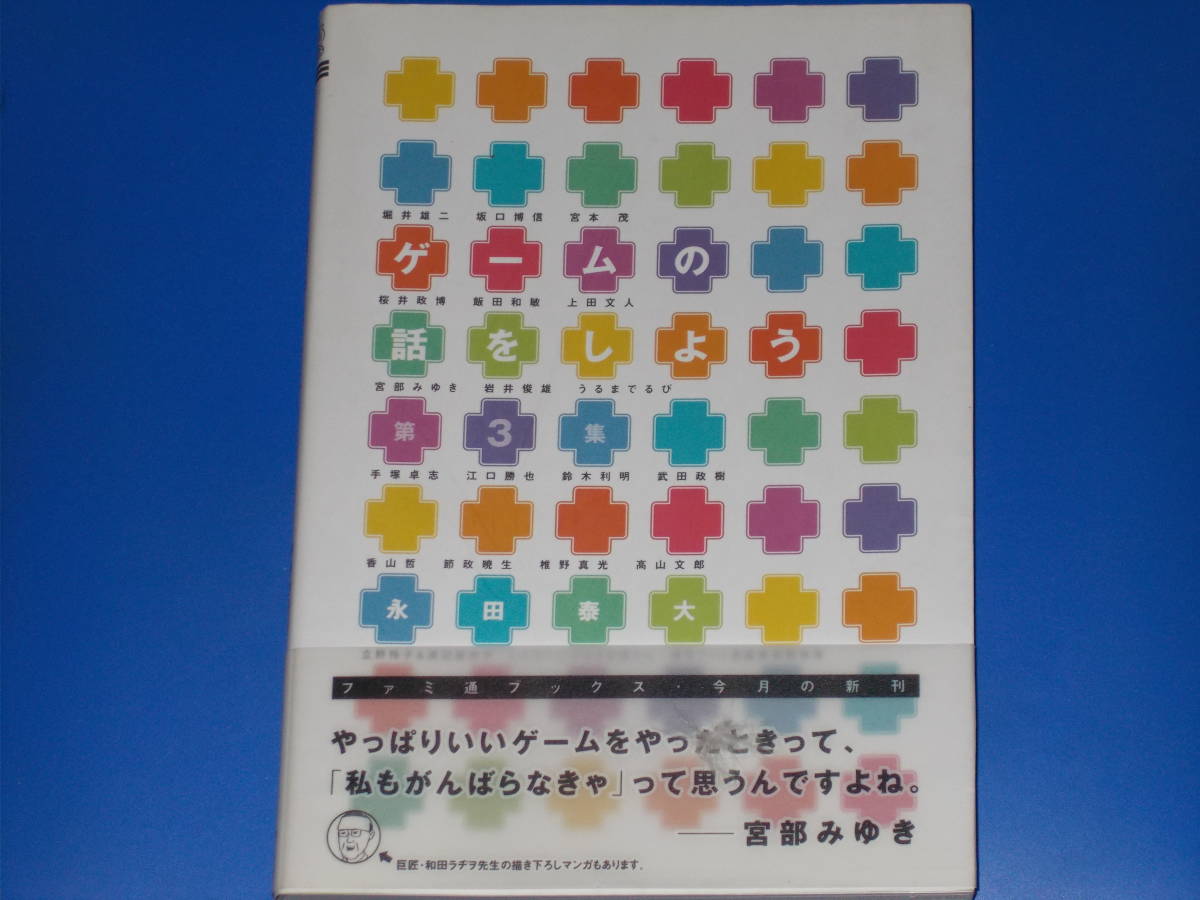 堀井雄二 坂口博信 宮本 茂
ゲームの
桜井政博 飯田和敏 上田文人
話をしよう
宮部みゆき 岩井俊雄 うるまでるび
第3集
手塚卓志 江口勝也 鈴木利明 武田政樹
香山哲 節政暁生 椎野真光 高山文郎
永田泰大
ファミ通ブックス・今月の新刊
やっぱりいいゲームをやったときって、
「私もがんばらなきゃ」って思うんですよね。
——宮部みゆき
巨匠・和田ラヂヲ先生の描き下ろしマンガもあります。